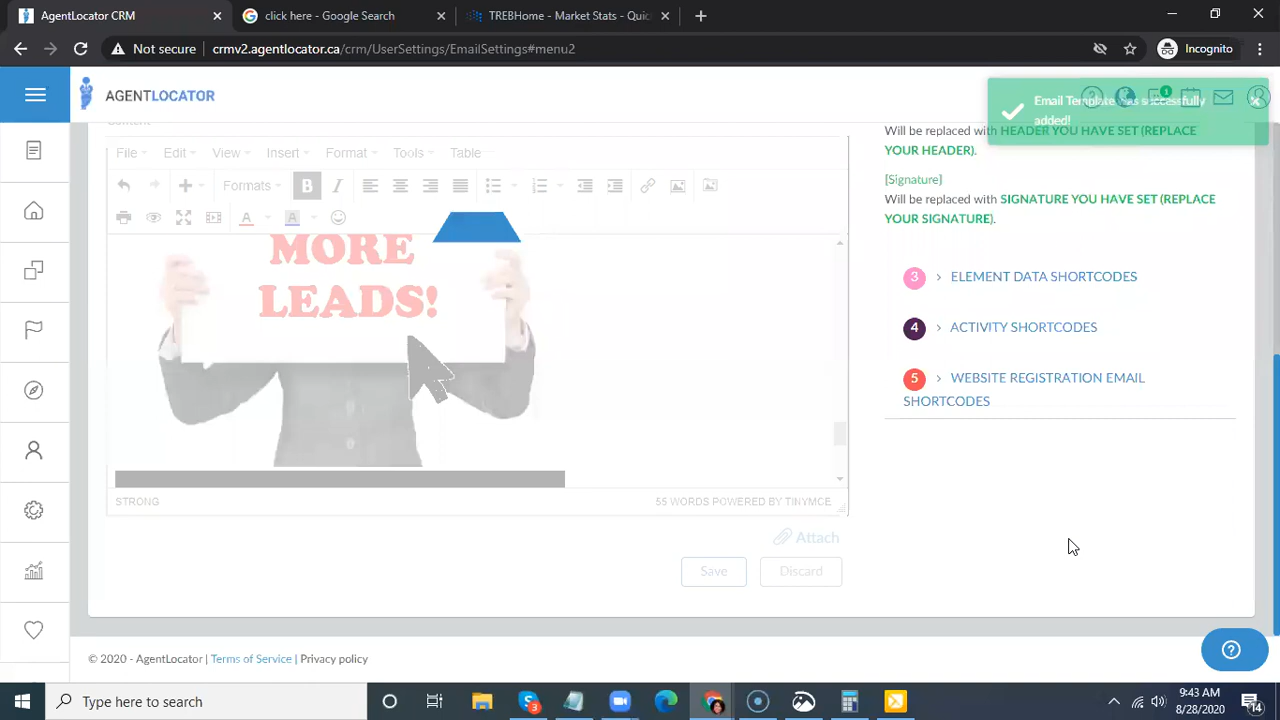 AgentLocator CRM
click here - Google Search
TREBHome - Market Stats - Quic
Not secure
crmv2.agentlocator.ca/crm/UserSettings/EmailSettings#menu2
Incognito
AGENTLOCATOR
1
Email Template was successfully
added!
Content
File Edit View Insert Format Tools Table
Formats B I
A A
MORE
LEADS!
STRONG
55 WORDS POWERED BY TINYMCE
Attach
Save
Discard
Will be replaced with HEADER YOU HAVE SET (REPLACE
YOUR HEADER).
[Signature]
Will be replaced with SIGNATURE YOU HAVE SET (REPLACE
YOUR SIGNATURE).
3 ELEMENT DATA SHORTCODES
4 ACTIVITY SHORTCODES
5 WEBSITE REGISTRATION EMAIL
SHORTCODES
© 2020 - AgentLocator | Terms of Service | Privacy policy
Type here to search
9:43 AM
8/28/2020
14